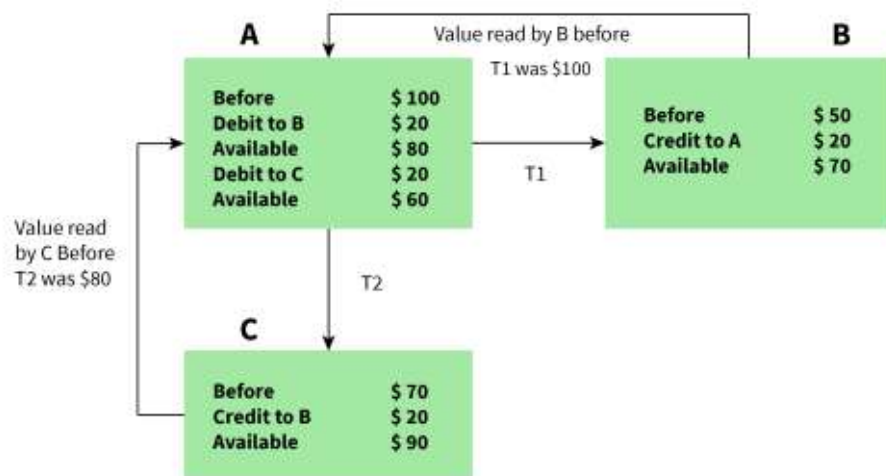 A
Value read by B before
B
T1 was $100
Before $ 100
Debit to B $ 20
Available $ 80
Debit to C $ 20
Available $ 60
T1
Before $ 50
Credit to A $ 20
Available $ 70
Value read
by C Before
T2 was $80
T2
C
Before $ 70
Credit to B $ 20
Available $ 90